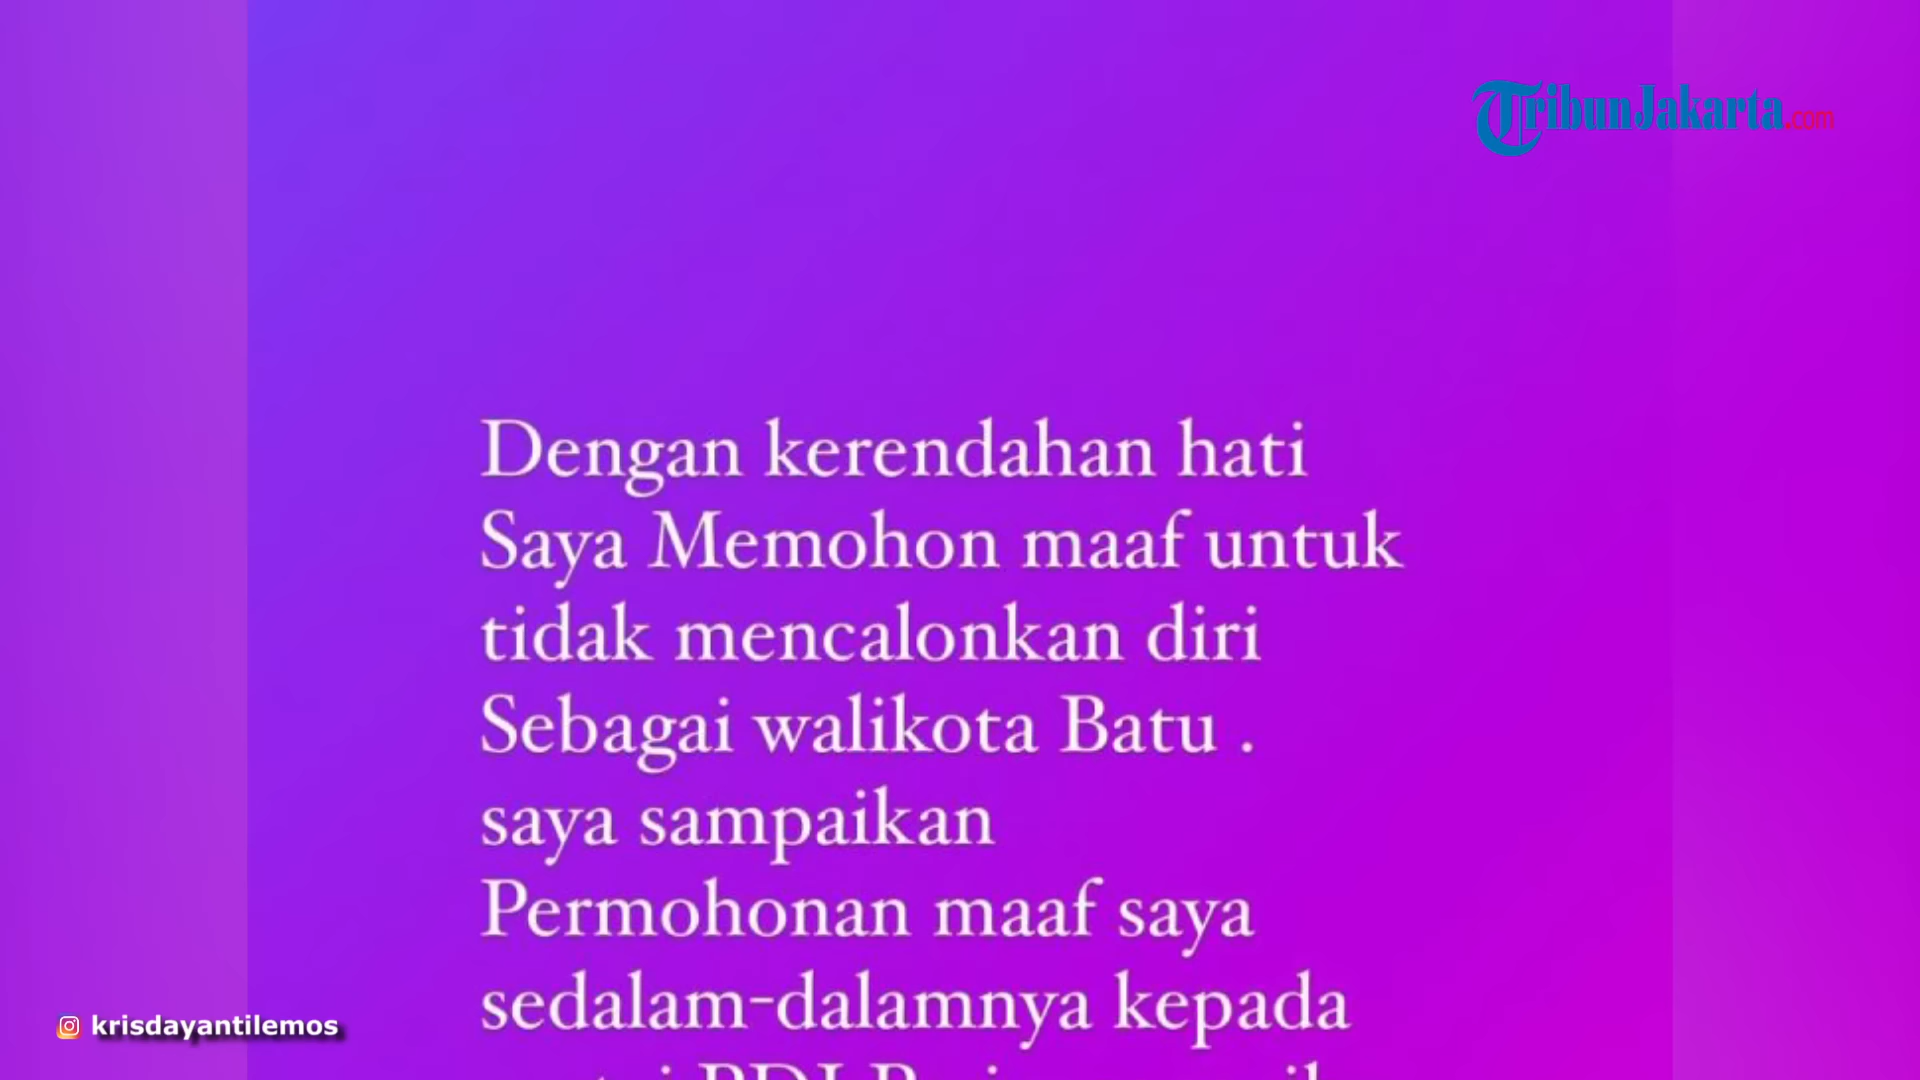 TribunJakarta.com
Dengan kerendahan hati
Saya Memohon maaf untuk
tidak mencalonkan diri
Sebagai walikota Batu .
saya sampaikan
Permohonan maaf saya
sedalam-dalamnya kepada
krisdayantilemos